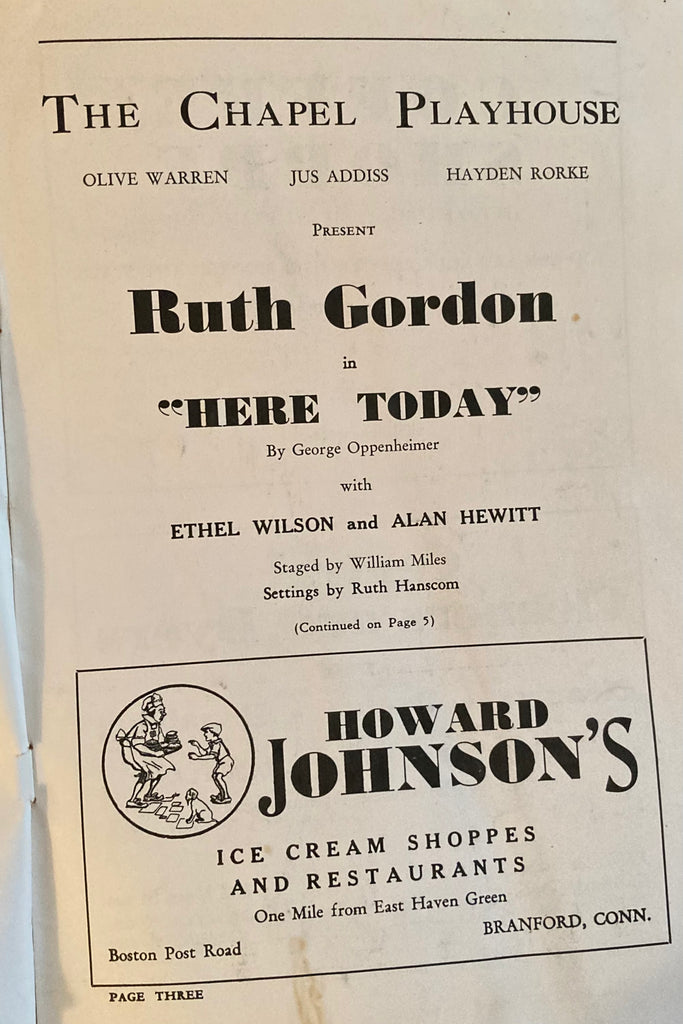 THE CHAPEL PLAYHOUSE
OLIVE WARREN JUS ADDISS HAYDEN RORKE
PRESENT
Ruth Gordon
in
“HERE TODAY”
By George Oppenheimer
with
ETHEL WILSON and ALAN HEWITT
Staged by William Miles
Settings by Ruth Hanscom
(Continued on Page 5)
HOWARD
JOHNSON'S
ICE CREAM SHOPPES
AND RESTAURANTS
One Mile from East Haven Green
Boston Post Road BRANFORD, CONN.
PAGE THREE